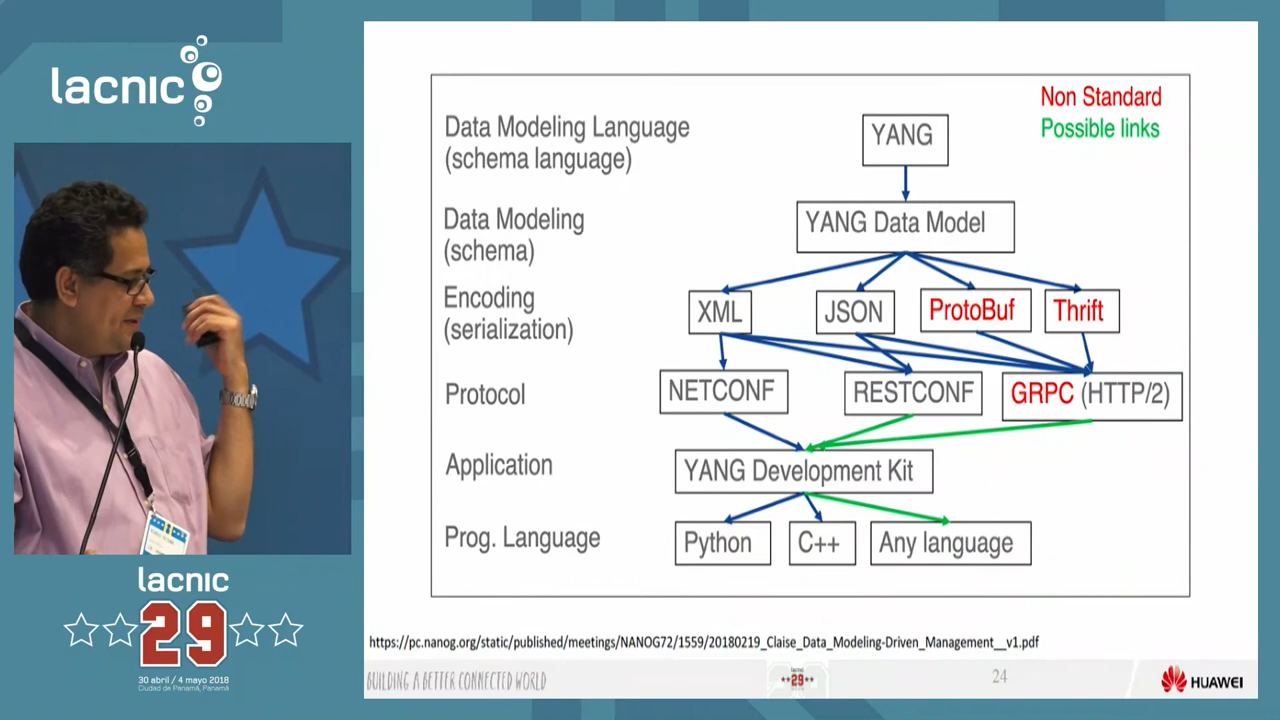 lacnic
Non Standard
Possible links
Data Modeling Language
(schema language)
YANG
Data Modeling
(schema)
YANG Data Model
Encoding
(serialization)
XML
JSON
ProtoBuf
Thrift
Protocol
NETCONF
RESTCONF
GRPC (HTTP/2)
Application
YANG Development Kit
Prog. Language
Python
C++
Any language
https://pc.nanog.org/static/published/meetings/NANOG72/1559/20180219_Claise_Data_Modeling-Driven_Management__v1.pdf
BUILDING A BETTER CONNECTED WORLD
lacnic
29
24
HUAWEI
lacnic
29
30 abril / 4 mayo 2018
Ciudad de Panamá, Panamá